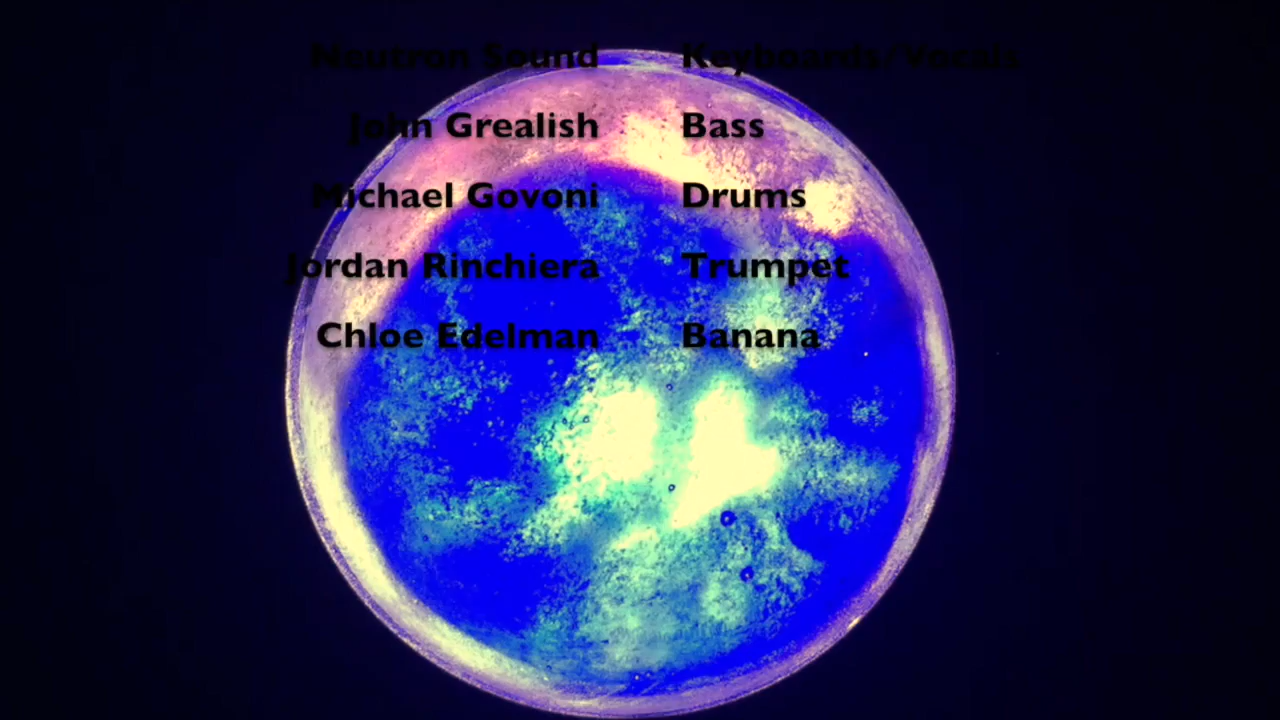 Neutron Sound Keyboards/Vocals
John Grealish Bass
Michael Govoni Drums
Jordan Rinchiera Trumpet
Chloe Edelman Banana